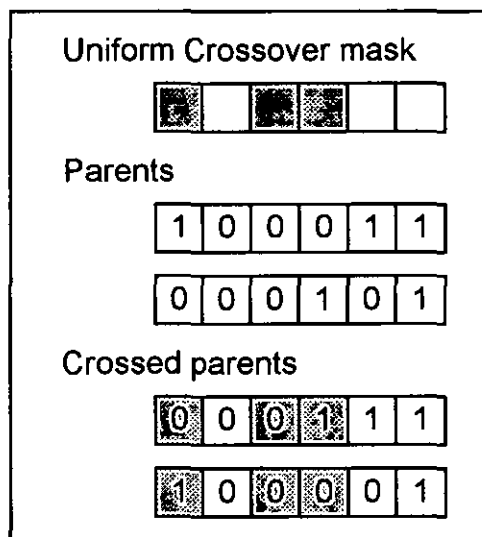 Uniform Crossover mask
Parents
1 0 0 0 1 1
0 0 0 1 0 1
Crossed parents
0 0 0 1 1 1
1 0 0 0 0 1